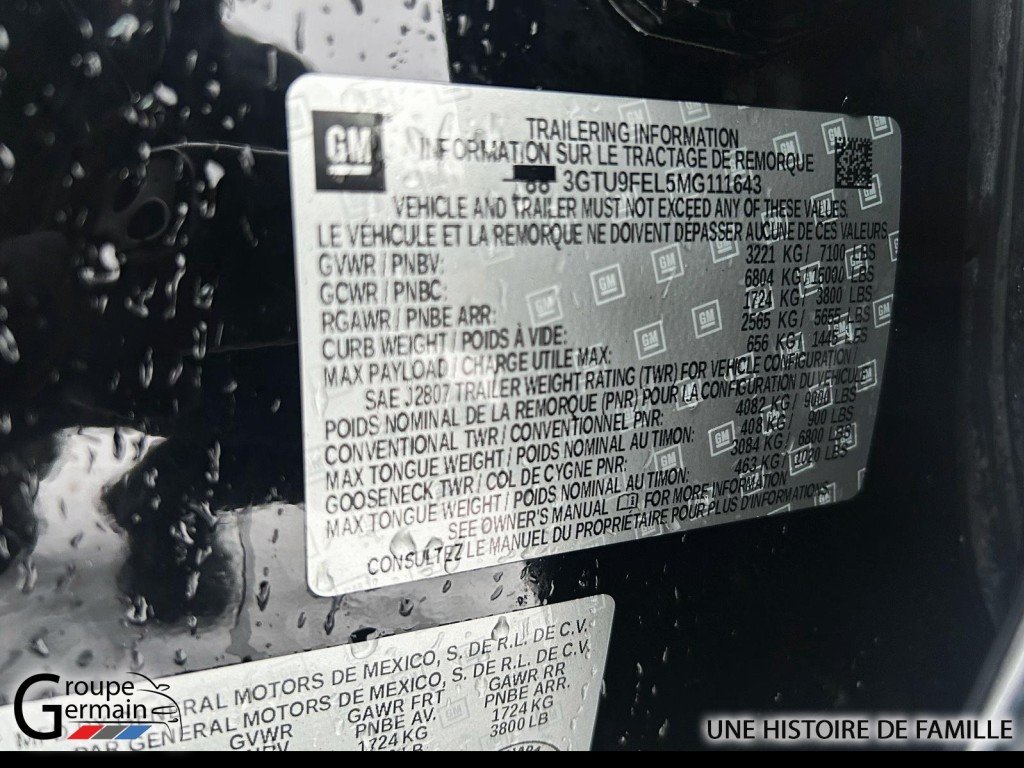 GM
TRAILERING INFORMATION
INFORMATION SUR LE TRACTAGE DE REMORQUE
3GTU9FEL5MG111643
VEHICLE AND TRAILER MUST NOT EXCEED ANY OF THESE VALUES.
LE VÉHICULE ET LA REMORQUE NE DOIVENT DÉPASSER AUCUNE DE CES VALEURS
GVWR / PNBV: 3221 KG / 7100 LBS
GCWR / PNBC: 6804 KG / 15000 LBS
RGAWR / PNBE ARR: 1724 KG / 3800 LBS
CURB WEIGHT / POIDS À VIDE: 2565 KG / 5655 LBS
MAX PAYLOAD / CHARGE UTILE MAX: 656 KG / 1445 LBS
SAE J2807 TRAILER WEIGHT RATING (TWR) FOR VEHICLE CONFIGURATION /
POIDS NOMINAL DE LA REMORQUE (PNR) POUR LA CONFIGURATION DU VÉHICULE
CONVENTIONAL TWR / CONVENTIONNEL PNR: 4082 KG / 9000 LBS
MAX TONGUE WEIGHT / POIDS NOMINAL AU TIMON: 408 KG / 900 LBS
GOOSENECK TWR / COL DE CYGNE PNR: 3084 KG / 6800 LBS
MAX TONGUE WEIGHT / POIDS NOMINAL AU TIMON: 463 KG / 1020 LBS
SEE OWNER'S MANUAL FOR MORE INFORMATION
CONSULTEZ LE MANUEL DU PROPRIÉTAIRE POUR PLUS D'INFORMATIONS.
GENERAL MOTORS DE MEXICO, S. DE R.L. DE C.V.
PAR GENERAL MOTORS DE MEXICO, S. DE R.L. DE C.V.
GVWR GAWR FRT GAWR RR
PNBE AV. PNBE ARR.
1724 KG 1724 KG
3800 LB
Groupe
Germain
UNE HISTOIRE DE FAMILLE